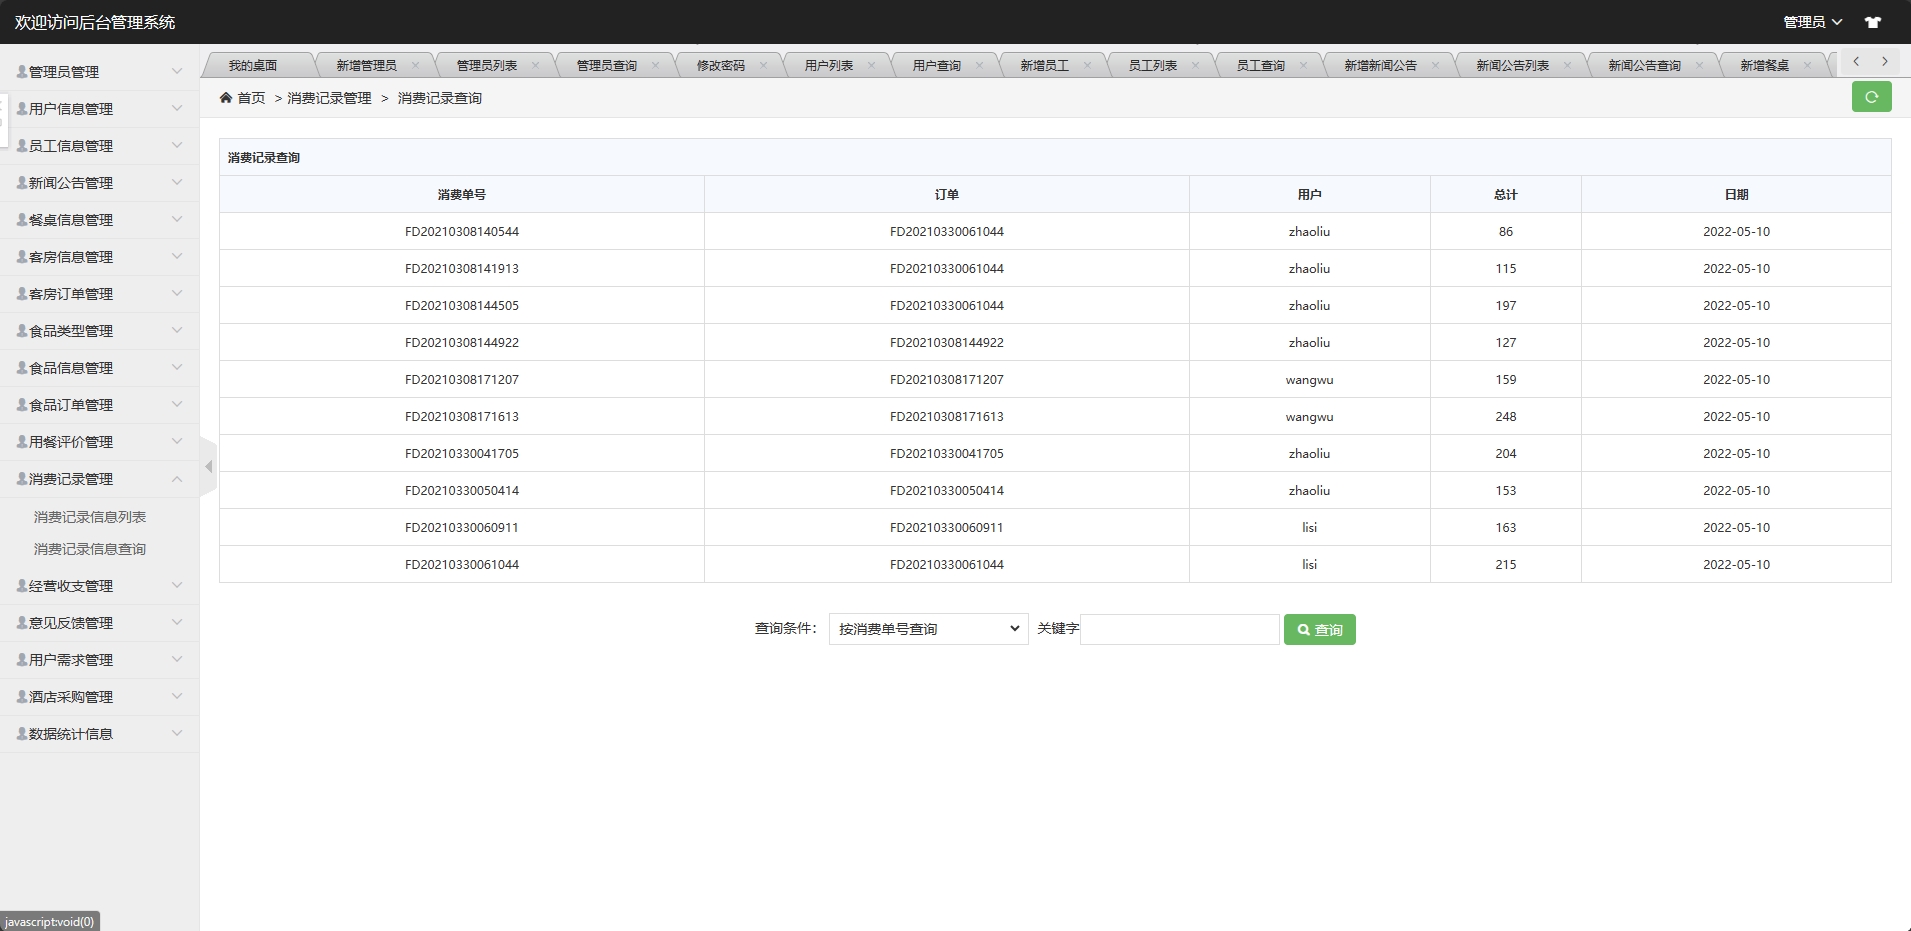 欢迎访问后台管理系统
管理员
我的桌面 新增管理员 管理员列表 管理员查询 修改密码 用户列表 用户查询 新增员工 员工列表 员工查询 新增新闻公告 新闻公告列表 新闻公告查询 新增餐桌
首页 > 消费记录管理 > 消费记录查询
管理员管理
用户信息管理
员工信息管理
新闻公告管理
餐桌信息管理
客房信息管理
客房订单管理
食品类型管理
食品信息管理
食品订单管理
用餐评价管理
消费记录管理
消费记录信息列表
消费记录信息查询
经营收支管理
意见反馈管理
用户需求管理
酒店采购管理
数据统计信息
消费记录查询
消费单号 订单 用户 总计 日期
FD20210308140544 FD20210330061044 zhaoliu 86 2022-05-10
FD20210308141913 FD20210330061044 zhaoliu 115 2022-05-10
FD20210308144505 FD20210330061044 zhaoliu 197 2022-05-10
FD20210308144922 FD20210308144922 zhaoliu 127 2022-05-10
FD20210308171207 FD20210308171207 wangwu 159 2022-05-10
FD20210308171613 FD20210308171613 wangwu 248 2022-05-10
FD20210330041705 FD20210330041705 zhaoliu 204 2022-05-10
FD20210330050414 FD20210330050414 zhaoliu 153 2022-05-10
FD20210330060911 FD20210330060911 lisi 163 2022-05-10
FD20210330061044 FD20210330061044 lisi 215 2022-05-10
查询条件： 按消费单号查询 关键字 查询
javascript:void(0)